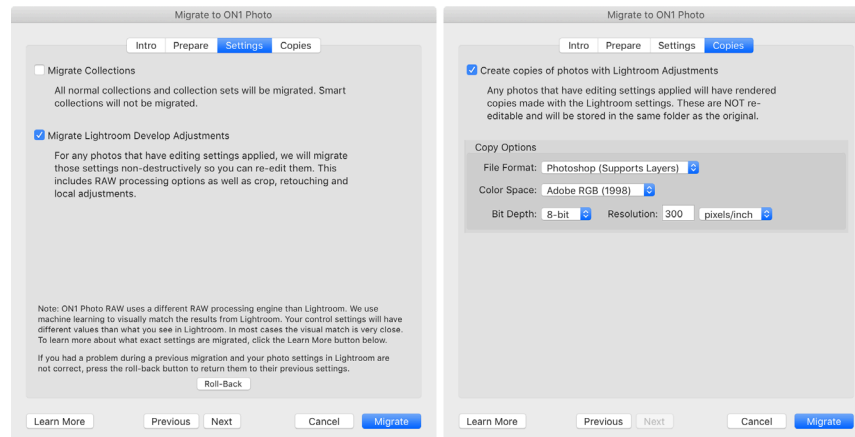 Migrate to ON1 Photo
Intro Prepare Settings Copies
Migrate Collections
All normal collections and collection sets will be migrated. Smart
collections will not be migrated.
Migrate Lightroom Develop Adjustments
For any photos that have editing settings applied, we will migrate
those settings non-destructively so you can re-edit them. This
includes RAW processing options as well as crop, retouching and
local adjustments.
Note: ON1 Photo RAW uses a different RAW processing engine than Lightroom. We use
machine learning to visually match the results from Lightroom. Your control settings will have
different values than what you see in Lightroom. In most cases the visual match is very close.
To learn more about what exact settings are migrated, click the Learn More button below.
If you had a problem during a previous migration and your photo settings in Lightroom are
not correct, press the roll-back button to return them to their previous settings.
Roll-Back
Learn More Previous Next Cancel Migrate
Migrate to ON1 Photo
Intro Prepare Settings Copies
Create copies of photos with Lightroom Adjustments
Any photos that have editing settings applied will have rendered
copies made with the Lightroom settings. These are NOT re-
editable and will be stored in the same folder as the original.
Copy Options
File Format: Photoshop (Supports Layers)
Color Space: Adobe RGB (1998)
Bit Depth: 8-bit Resolution: 300 pixels/inch
Learn More Previous Next Cancel Migrate